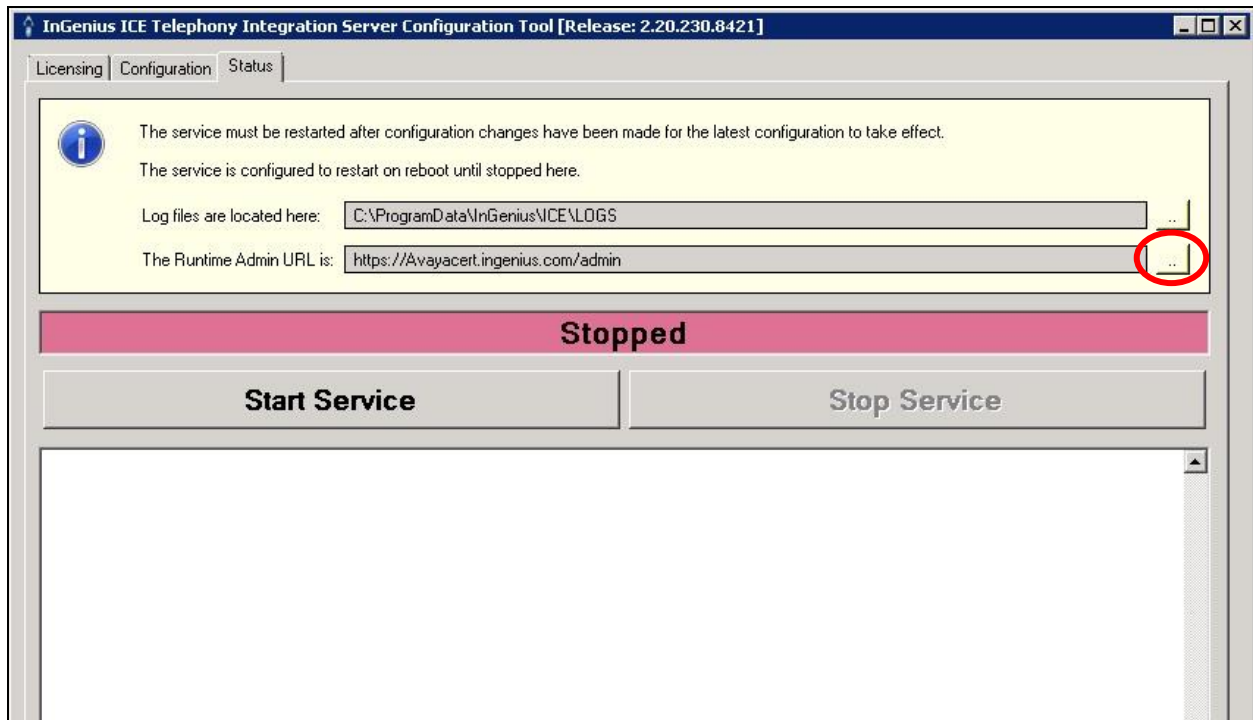 InGenius ICE Telephony Integration Server Configuration Tool [Release: 2.20.230.8421]
Licensing Configuration Status
The service must be restarted after configuration changes have been made for the latest configuration to take effect.
The service is configured to restart on reboot until stopped here.
Log files are located here: C:\ProgramData\InGenius\ICE\LOGS ..
The Runtime Admin URL is: https://Avayacert.ingenius.com/admin ..
Stopped
Start Service Stop Service